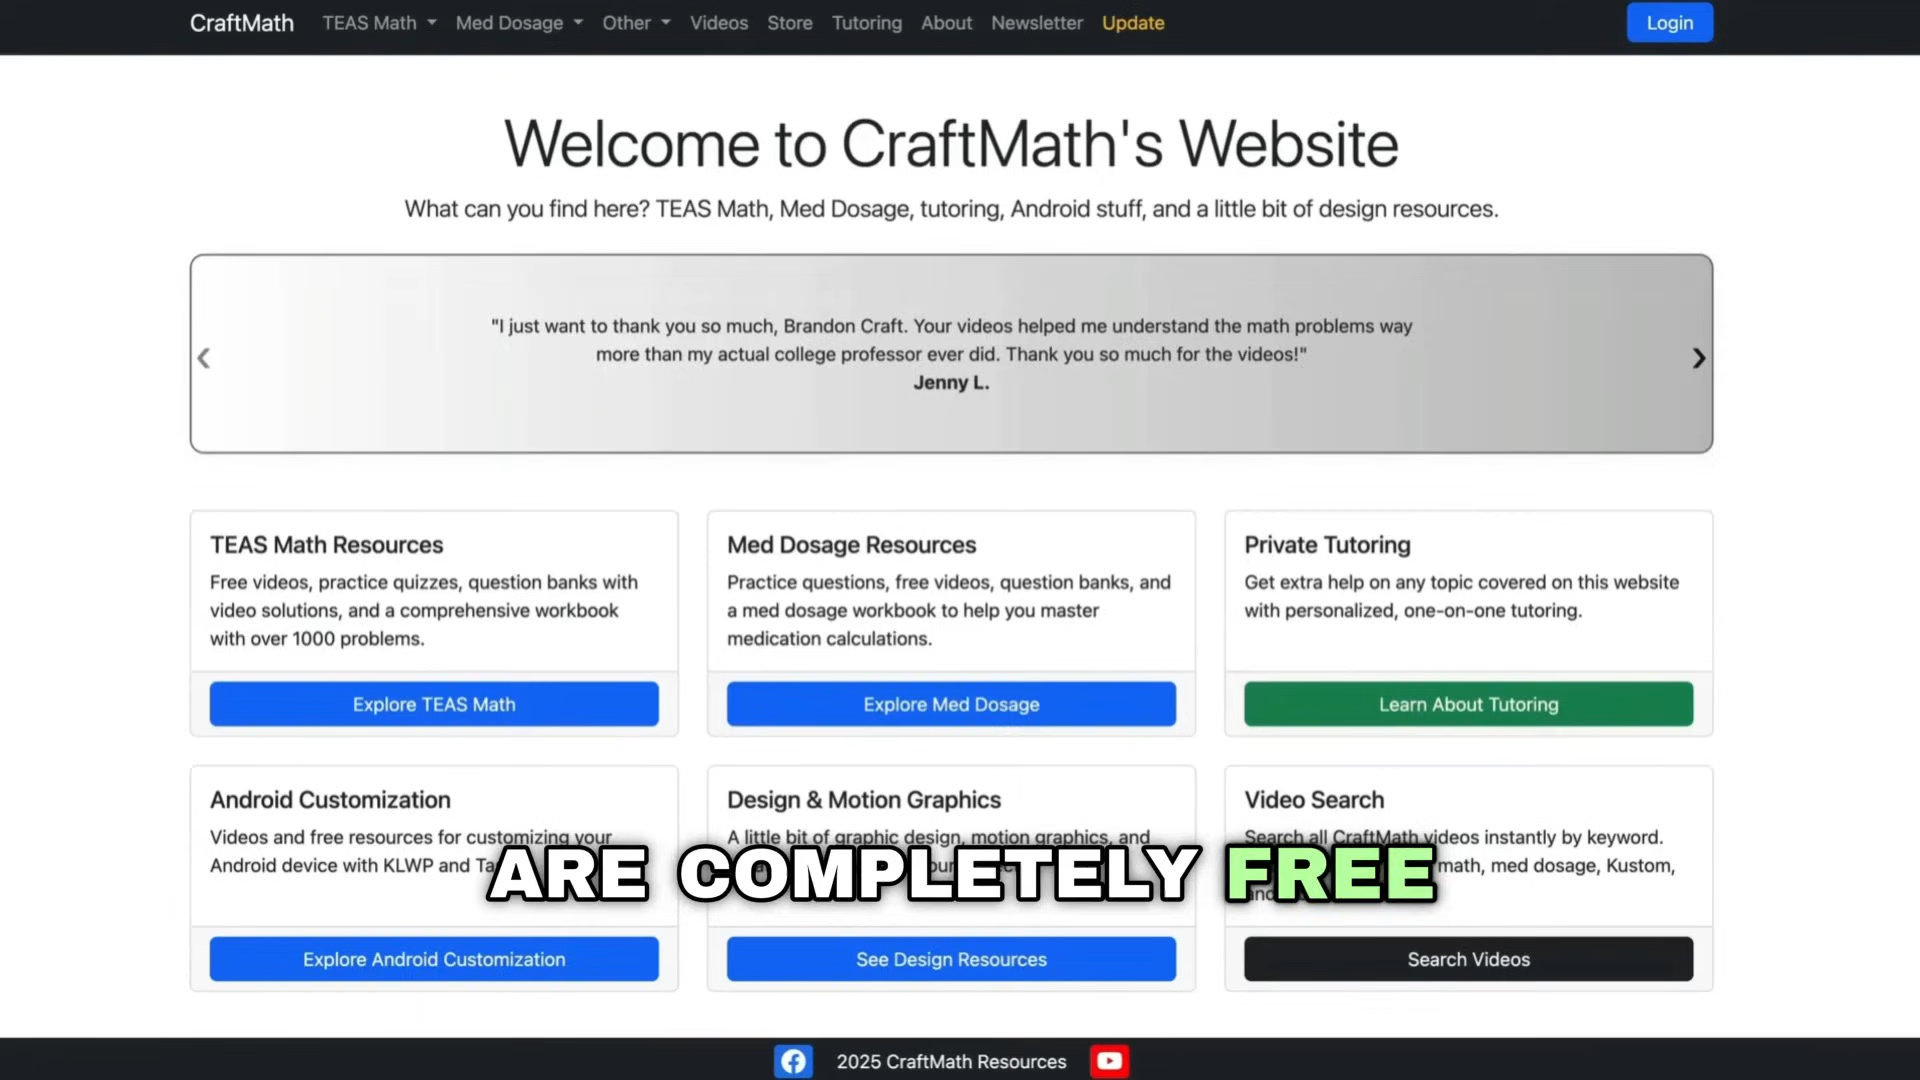 CraftMath TEAS Math Med Dosage Other Videos Store Tutoring About Newsletter Update Login
Welcome to CraftMath's Website
What can you find here? TEAS Math, Med Dosage, tutoring, Android stuff, and a little bit of design resources.
"I just want to thank you so much, Brandon Craft. Your videos helped me understand the math problems way
more than my actual college professor ever did. Thank you so much for the videos!"
Jenny L.
TEAS Math Resources
Free videos, practice quizzes, question banks with
video solutions, and a comprehensive workbook
with over 1000 problems.
Explore TEAS Math
Med Dosage Resources
Practice questions, free videos, question banks, and
a med dosage workbook to help you master
medication calculations.
Explore Med Dosage
Private Tutoring
Get extra help on any topic covered on this website
with personalized, one-on-one tutoring.
Learn About Tutoring
Android Customization
Videos and free resources for customizing your
Android device with KLWP and
Explore Android Customization
Design & Motion Graphics
A little bit of graphic design, motion graphics, and
See Design Resources
Video Search
Search all CraftMath videos instantly by keyword.
math, med dosage, Kustom,
Search Videos
ARE COMPLETELY FREE
2025 CraftMath Resources